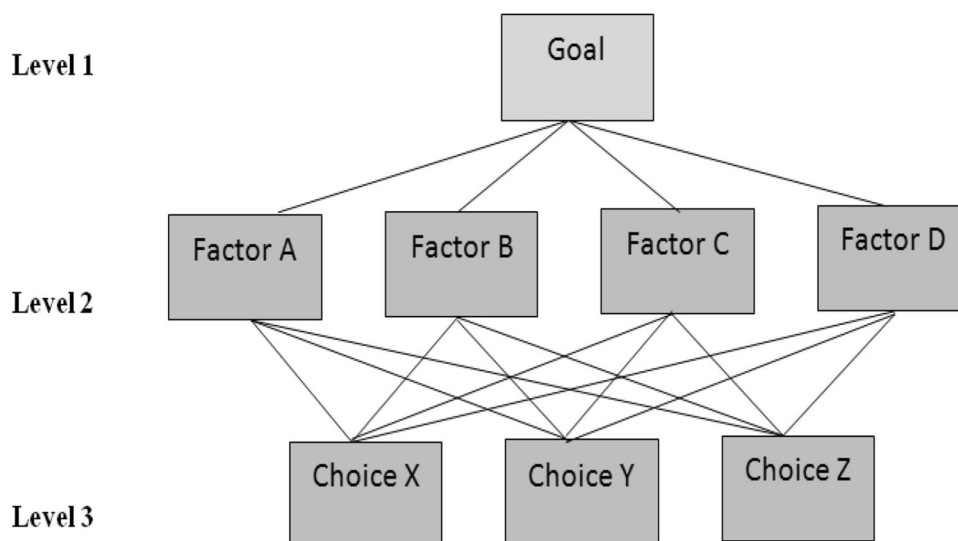 Level 1
Goal
Factor A
Factor B
Factor C
Factor D
Level 2
Choice X
Choice Y
Choice Z
Level 3